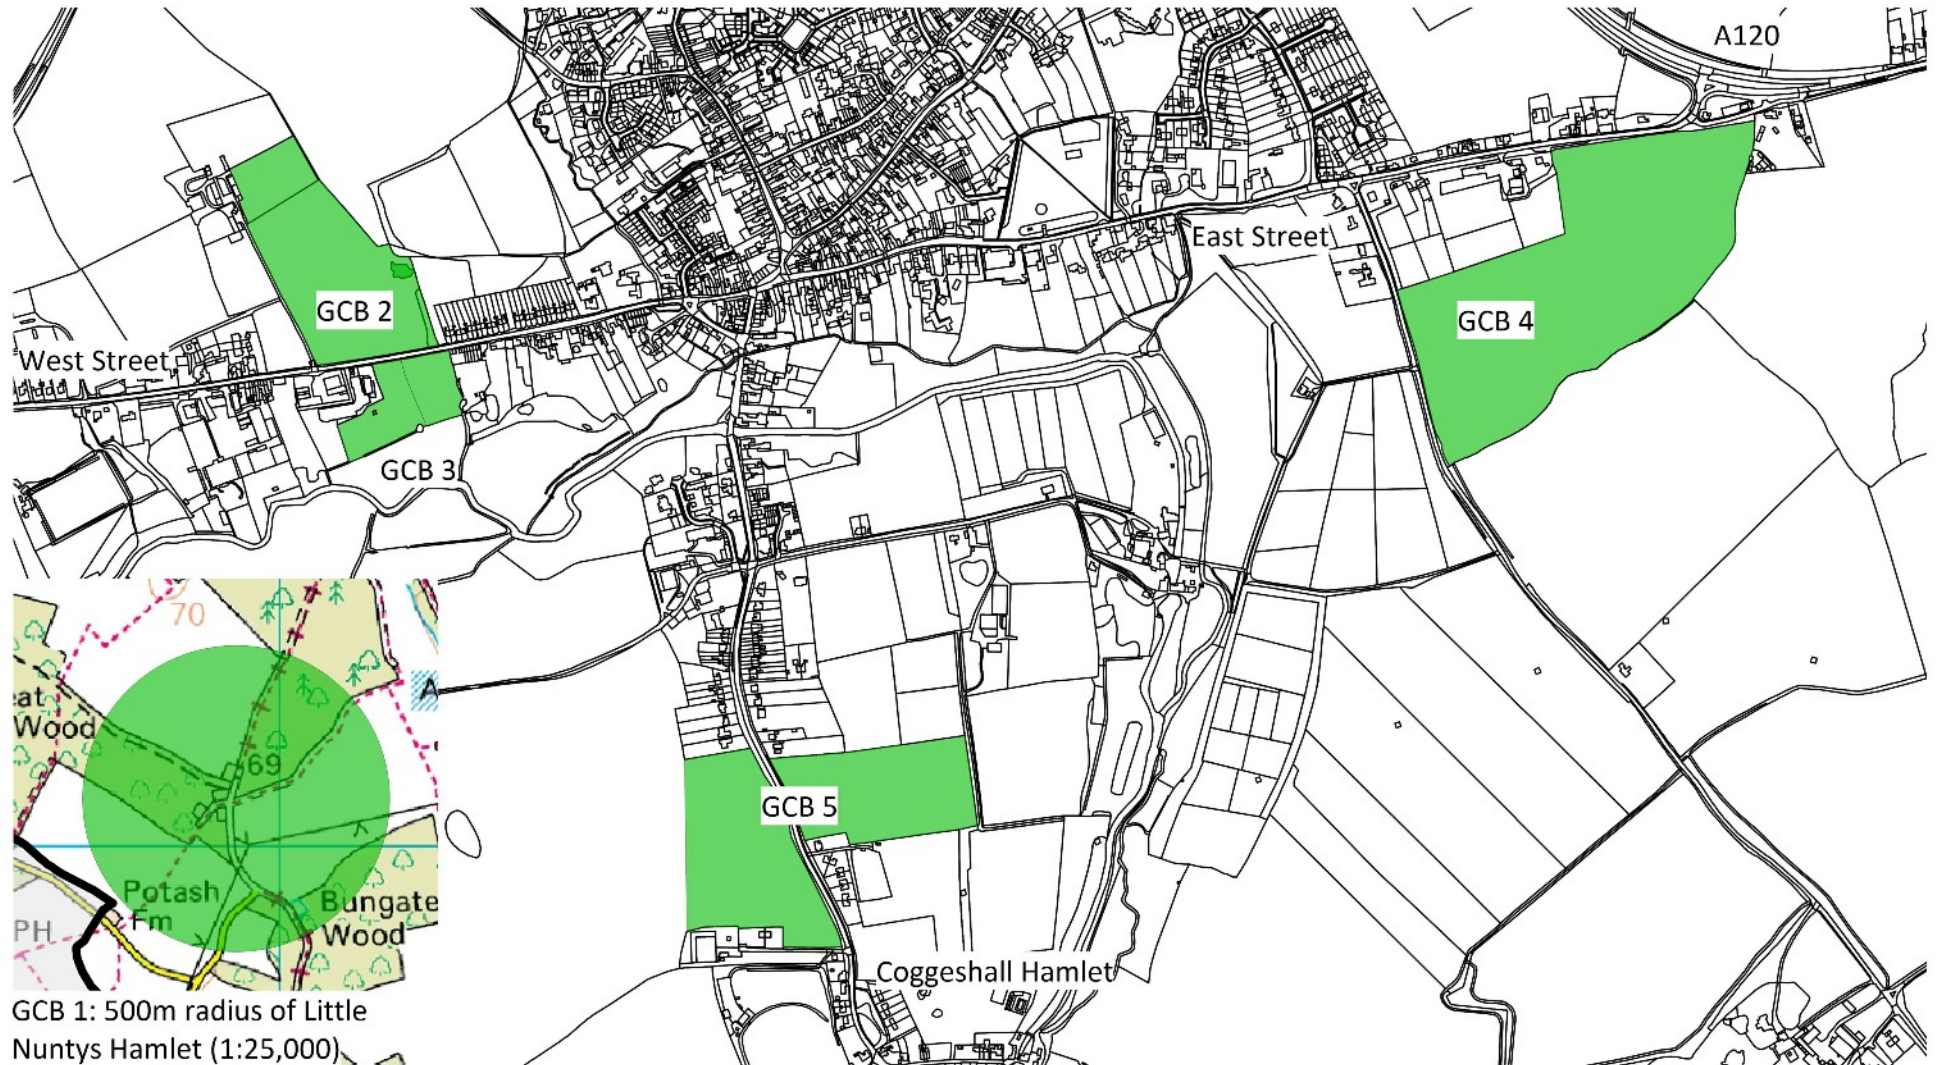 A120
East Street
GCB 2
GCB 4
West Street
GCB 3
70
A
eat
Wood
69
GCB 5
Potash
Fm
Bungate
Wood
PH
Coggeshall Hamlet
GCB 1: 500m radius of Little
Nuntys Hamlet (1:25,000)